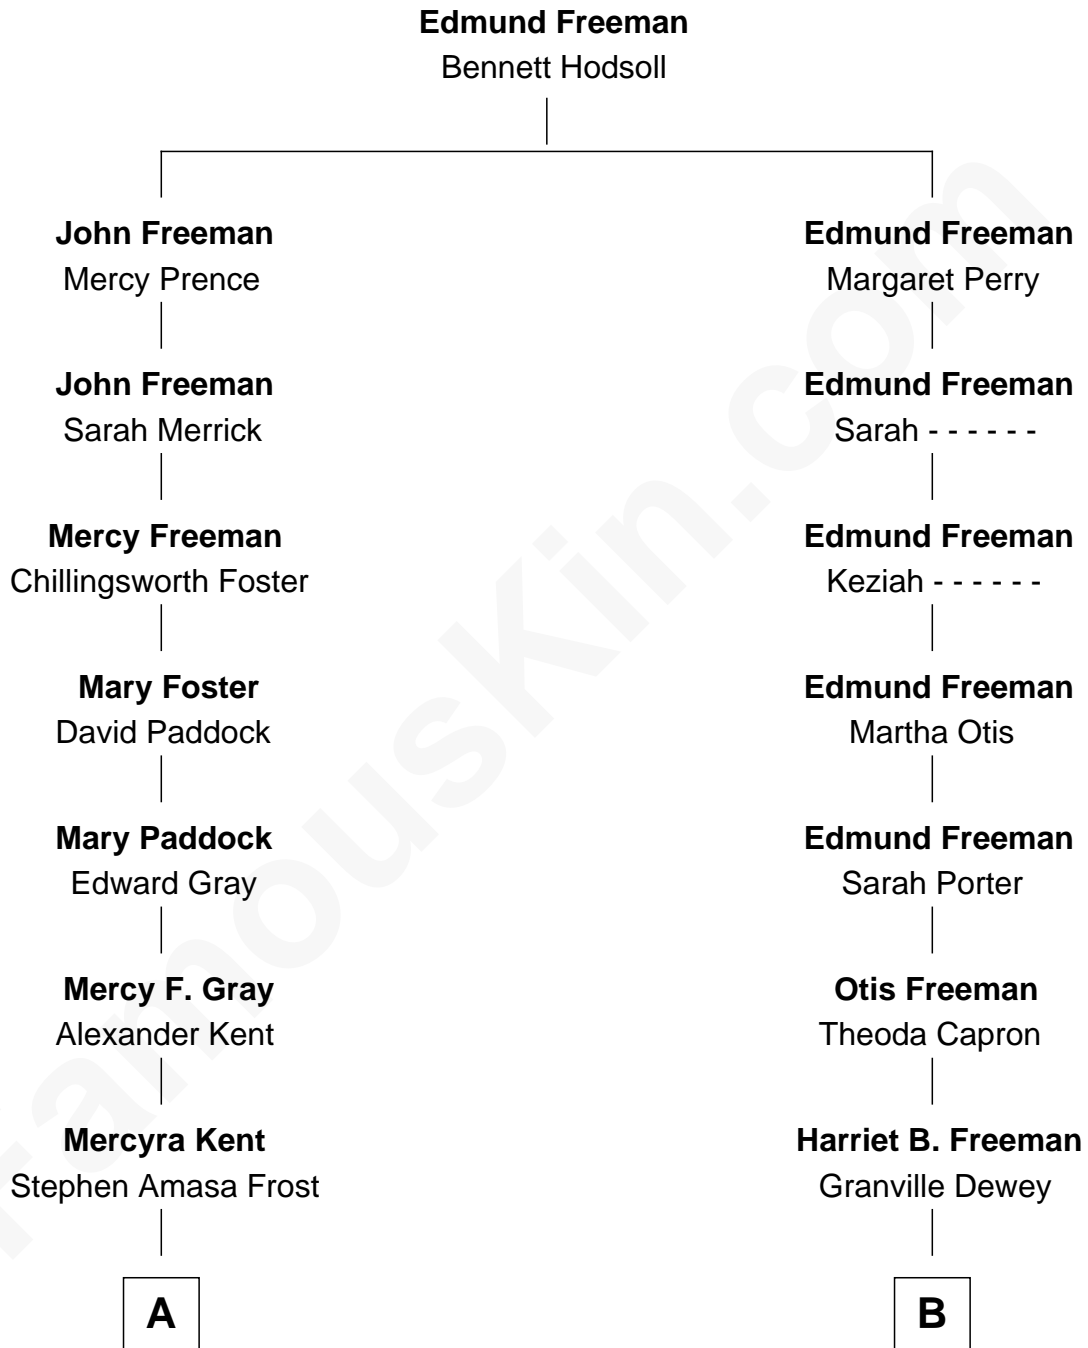 Edmund Freeman
Bennett Hodsoll
John Freeman
Mercy Prence
John Freeman
Sarah Merrick
Mercy Freeman
Chillingsworth Foster
Mary Foster
David Paddock
Mary Paddock
Edward Gray
Mercy F. Gray
Alexander Kent
Mercyra Kent
Stephen Amasa Frost
A
Edmund Freeman
Margaret Perry
Edmund Freeman
Sarah - - - - - -
Edmund Freeman
Keziah - - - - - -
Edmund Freeman
Martha Otis
Edmund Freeman
Sarah Porter
Otis Freeman
Theoda Capron
Harriet B. Freeman
Granville Dewey
B
FamousKin.com